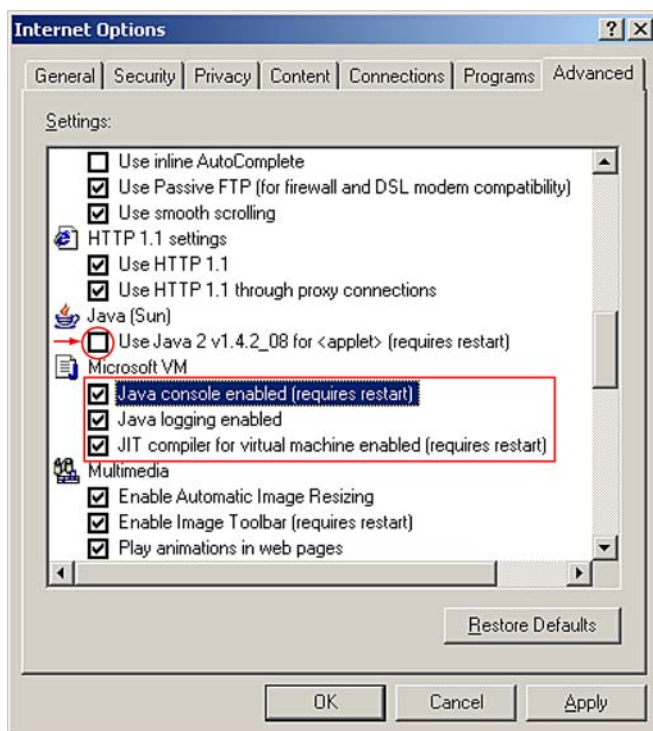 Internet Options
General Security Privacy Content Connections Programs Advanced
Settings:
Use inline AutoComplete
Use Passive FTP (for firewall and DSL modem compatibility)
Use smooth scrolling
HTTP 1.1 settings
Use HTTP 1.1
Use HTTP 1.1 through proxy connections
Java (Sun)
Use Java 2 v1.4.2_08 for <applet> (requires restart)
Microsoft VM
Java console enabled (requires restart)
Java logging enabled
JIT compiler for virtual machine enabled (requires restart)
Multimedia
Enable Automatic Image Resizing
Enable Image Toolbar (requires restart)
Play animations in web pages
Restore Defaults
OK Cancel Apply